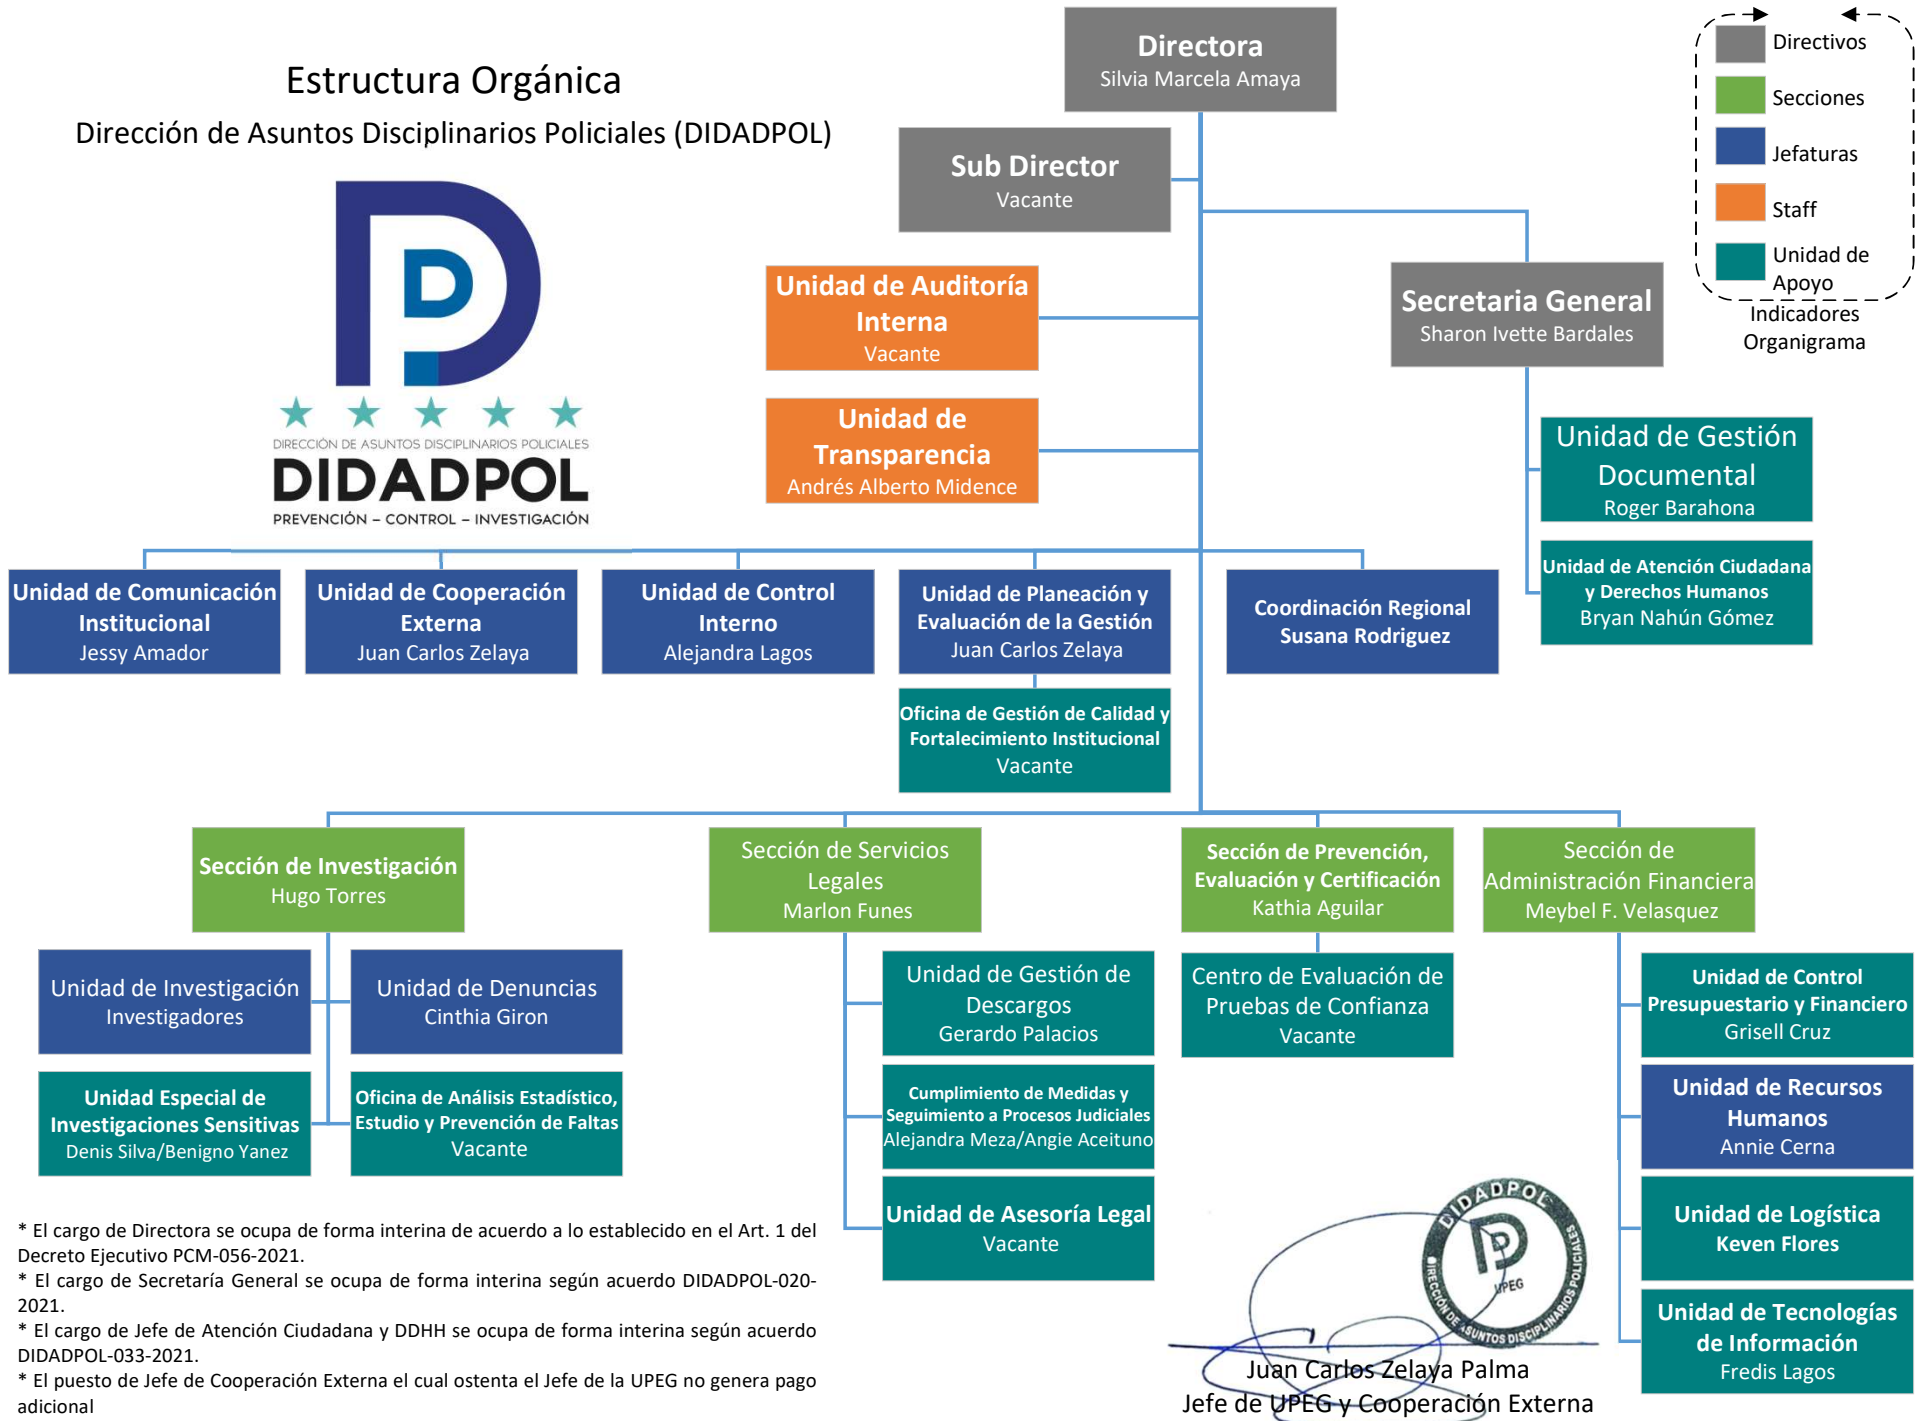 Estructura Orgánica
Dirección de Asuntos Disciplinarios Policiales (DIDADPOL)
DIRECCIÓN DE ASUNTOS DISCIPLINARIOS POLICIALES
DIDADPOL
PREVENCIÓN – CONTROL – INVESTIGACIÓN
Directora
Silvia Marcela Amaya
Sub Director
Vacante
Unidad de Auditoría
Interna
Vacante
Unidad de
Transparencia
Andrés Alberto Midence
Secretaria General
Sharon Ivette Bardales
Unidad de Gestión
Documental
Roger Barahona
Unidad de Atención Ciudadana
y Derechos Humanos
Bryan Nahún Gómez
Directivos
Secciones
Jefaturas
Staff
Unidad de
Apoyo
Indicadores
Organigrama
Unidad de Comunicación
Institucional
Jessy Amador
Unidad de Cooperación
Externa
Juan Carlos Zelaya
Unidad de Control
Interno
Alejandra Lagos
Unidad de Planeación y
Evaluación de la Gestión
Juan Carlos Zelaya
Coordinación Regional
Susana Rodriguez
Oficina de Gestión de Calidad y
Fortalecimiento Institucional
Vacante
Sección de Investigación
Hugo Torres
Sección de Servicios
Legales
Marlon Funes
Sección de Prevención,
Evaluación y Certificación
Kathia Aguilar
Sección de
Administración Financiera
Meybel F. Velasquez
Unidad de Investigación
Investigadores
Unidad de Denuncias
Cinthia Giron
Unidad Especial de
Investigaciones Sensitivas
Denis Silva/Benigno Yanez
Oficina de Análisis Estadístico,
Estudio y Prevención de Faltas
Vacante
Unidad de Gestión de
Descargos
Gerardo Palacios
Cumplimiento de Medidas y
Seguimiento a Procesos Judiciales
Alejandra Meza/Angie Aceituno
Unidad de Asesoría Legal
Vacante
Centro de Evaluación de
Pruebas de Confianza
Vacante
Unidad de Control
Presupuestario y Financiero
Grisell Cruz
Unidad de Recursos
Humanos
Annie Cerna
Unidad de Logística
Keven Flores
Unidad de Tecnologías
de Información
Fredis Lagos
* El cargo de Directora se ocupa de forma interina de acuerdo a lo establecido en el Art. 1 del
Decreto Ejecutivo PCM-056-2021.
* El cargo de Secretaría General se ocupa de forma interina según acuerdo DIDADPOL-020-
2021.
* El cargo de Jefe de Atención Ciudadana y DDHH se ocupa de forma interina según acuerdo
DIDADPOL-033-2021.
* El puesto de Jefe de Cooperación Externa el cual ostenta el Jefe de la UPEG no genera pago
adicional
DIDADPOL
UPEG
DIRECCIÓN DE ASUNTOS DISCIPLINARIOS POLICIALES
Juan Carlos Zelaya Palma
Jefe de UPEG y Cooperación Externa